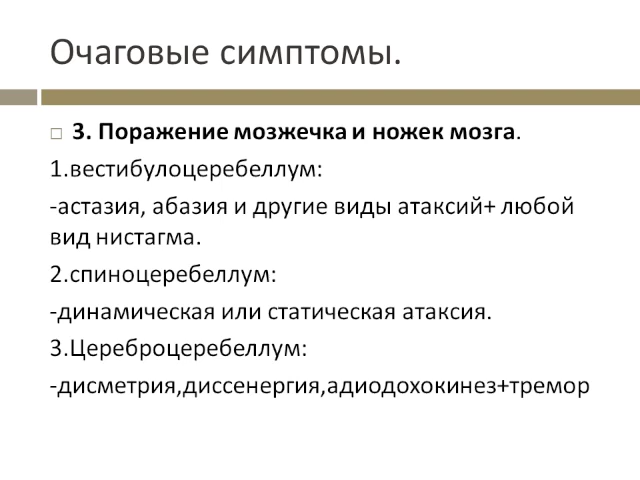 Очаговые симптомы.
3. Поражение мозжечка и ножек мозга.
1.вестибулоцеребеллум:
-астазия, абазия и другие виды атаксий+ любой
вид нистагма.
2.спиноцеребеллум:
-динамическая или статическая атаксия.
3.Цереброцеребеллум:
-дисметрия,диссенергия,адиодохокинез+тремор